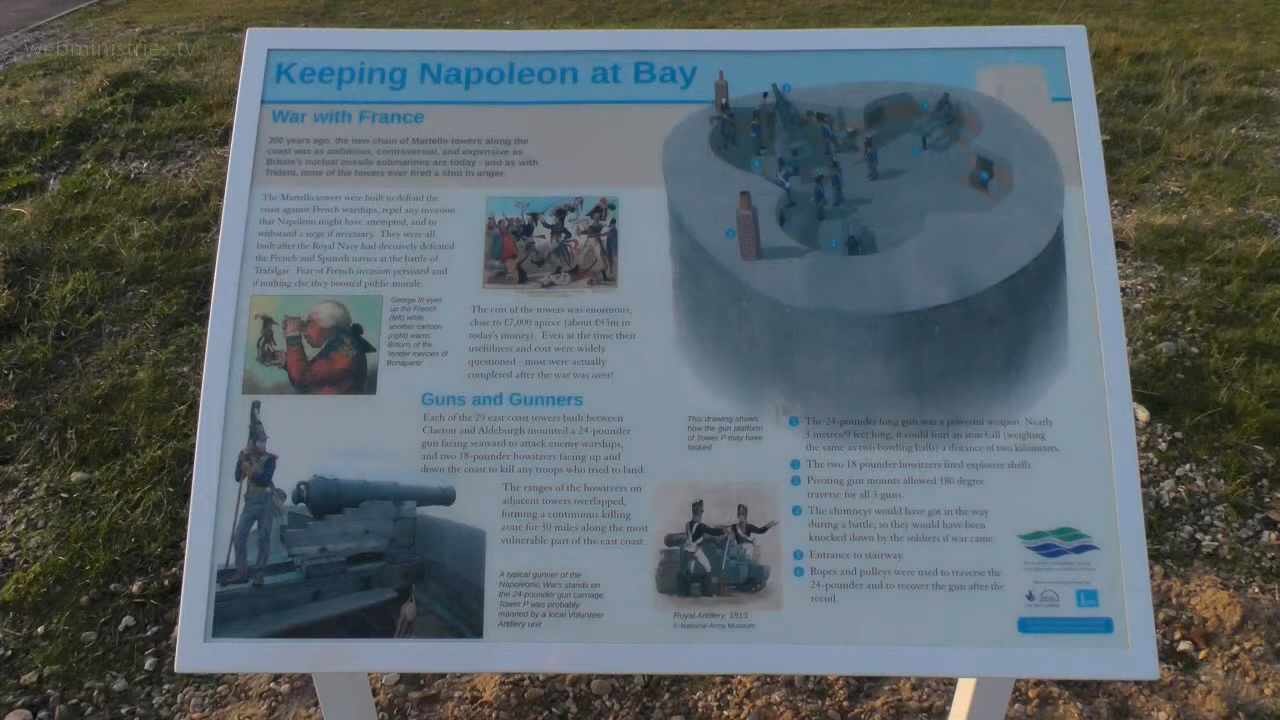 webministries.tv
Keeping Napoleon at Bay
War with France
200 years ago, the new chain of Martello towers along the
coast was as ambitious, controversial, and expensive as
Britain's nuclear missile submarines are today - and as with
Trident, none of the towers ever fired a shot in anger.
The Martello towers were built to defend the
coast against French warships, repel any invasion
that Napoleon might have attempted, and to
withstand a siege if necessary. They were all
built after the Royal Navy had decisively defeated
the French and Spanish navies at the battle of
Trafalgar. Fear of French invasion persisted and
if nothing else they boosted public morale.
George III eyes
up the French
(left) while
another cartoon
(right) warns
Britons of the
'tender mercies of
Bonaparte'
The cost of the towers was enormous,
close to £7,000 apiece (about £43m in
today's money). Even at the time their
usefulness and cost were widely
questioned - most were actually
completed after the war was over!
Guns and Gunners
Each of the 29 east coast towers built between
Clacton and Aldeburgh mounted a 24-pounder
gun facing seaward to attack enemy warships,
and two 18-pounder howitzers facing up and
down the coast to kill any troops who tried to land.
The ranges of the howitzers on
adjacent towers overlapped,
forming a continuous killing
zone for 30 miles along the most
vulnerable part of the east coast.
A typical gunner of the
Napoleonic Wars stands on
the 24-pounder gun carriage.
Tower P was probably
manned by a local Volunteer
Artillery unit
This drawing shows
how the gun platform
of Tower P may have
looked
Royal Artillery, 1813
© National Army Museum
1 The 24-pounder long gun was a powerful weapon. Nearly
3 metres/9 feet long, it could hurl an iron ball (weighing
the same as two bowling balls) a distance of two kilometres.
2 The two 18 pounder howitzers fired explosive shells.
3 Pivoting gun mounts allowed 180 degree
traverse for all 3 guns.
4 The chimneys would have got in the way
during a battle, so they would have been
knocked down by the soldiers if war came.
5 Entrance to stairway.
6 Ropes and pulleys were used to traverse the
24-pounder and to recover the gun after the
recoil.